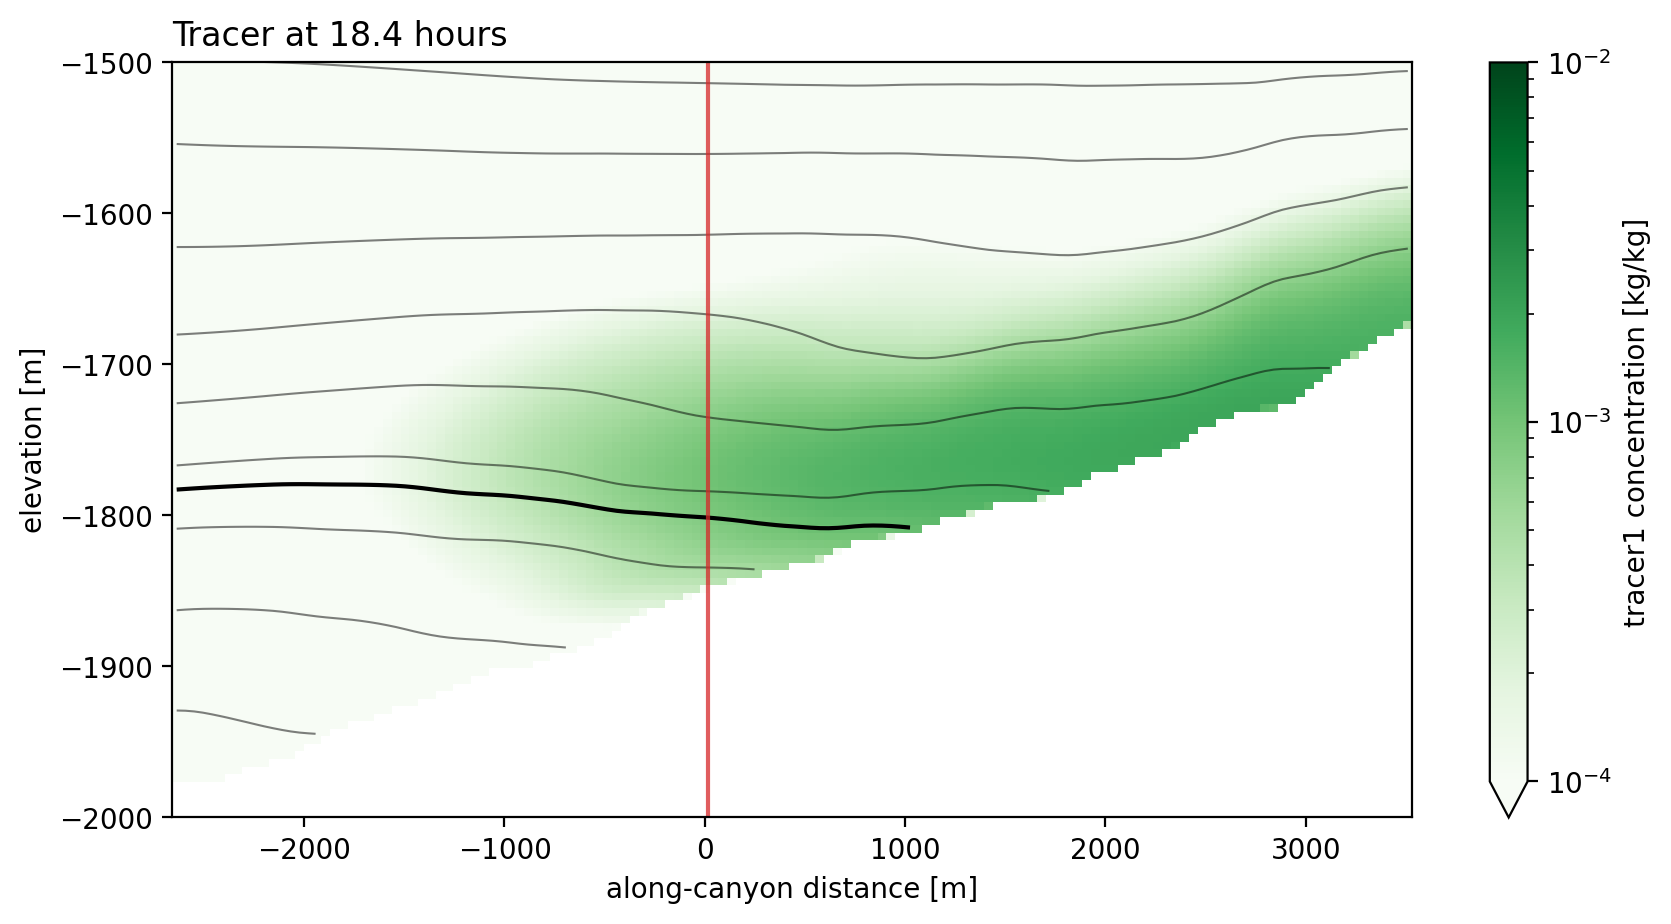 Tracer at 18.4 hours
−1500
−1600
−1700
−1800
−1900
−2000
elevation [m]
−2000 −1000 0 1000 2000 3000
along-canyon distance [m]
10⁻²
10⁻³
10⁻⁴
tracer1 concentration [kg/kg]